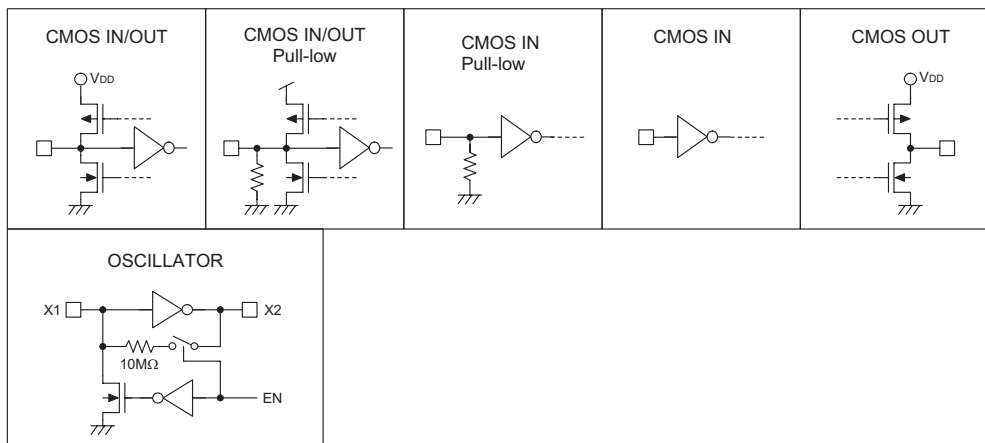 CMOS IN/OUT
VDD
CMOS IN/OUT
Pull-low
CMOS IN
Pull-low
CMOS IN
CMOS OUT
VDD
OSCILLATOR
X1
X2
10MΩ
EN